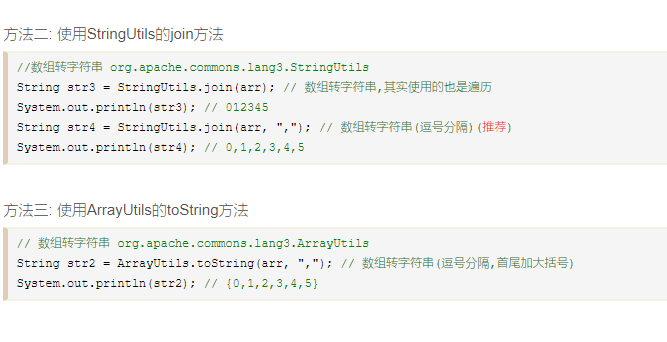 方法二: 使用StringUtils的join方法
//数组转字符串 org.apache.commons.lang3.StringUtils
String str3 = StringUtils.join(arr); // 数组转字符串,其实使用的也是遍历
System.out.println(str3); // 012345
String str4 = StringUtils.join(arr, ","); // 数组转字符串(逗号分隔)(推荐)
System.out.println(str4); // 0,1,2,3,4,5
方法三: 使用ArrayUtils的toString方法
// 数组转字符串 org.apache.commons.lang3.ArrayUtils
String str2 = ArrayUtils.toString(arr, ","); // 数组转字符串(逗号分隔,首尾加大括号)
System.out.println(str2); // {0,1,2,3,4,5}